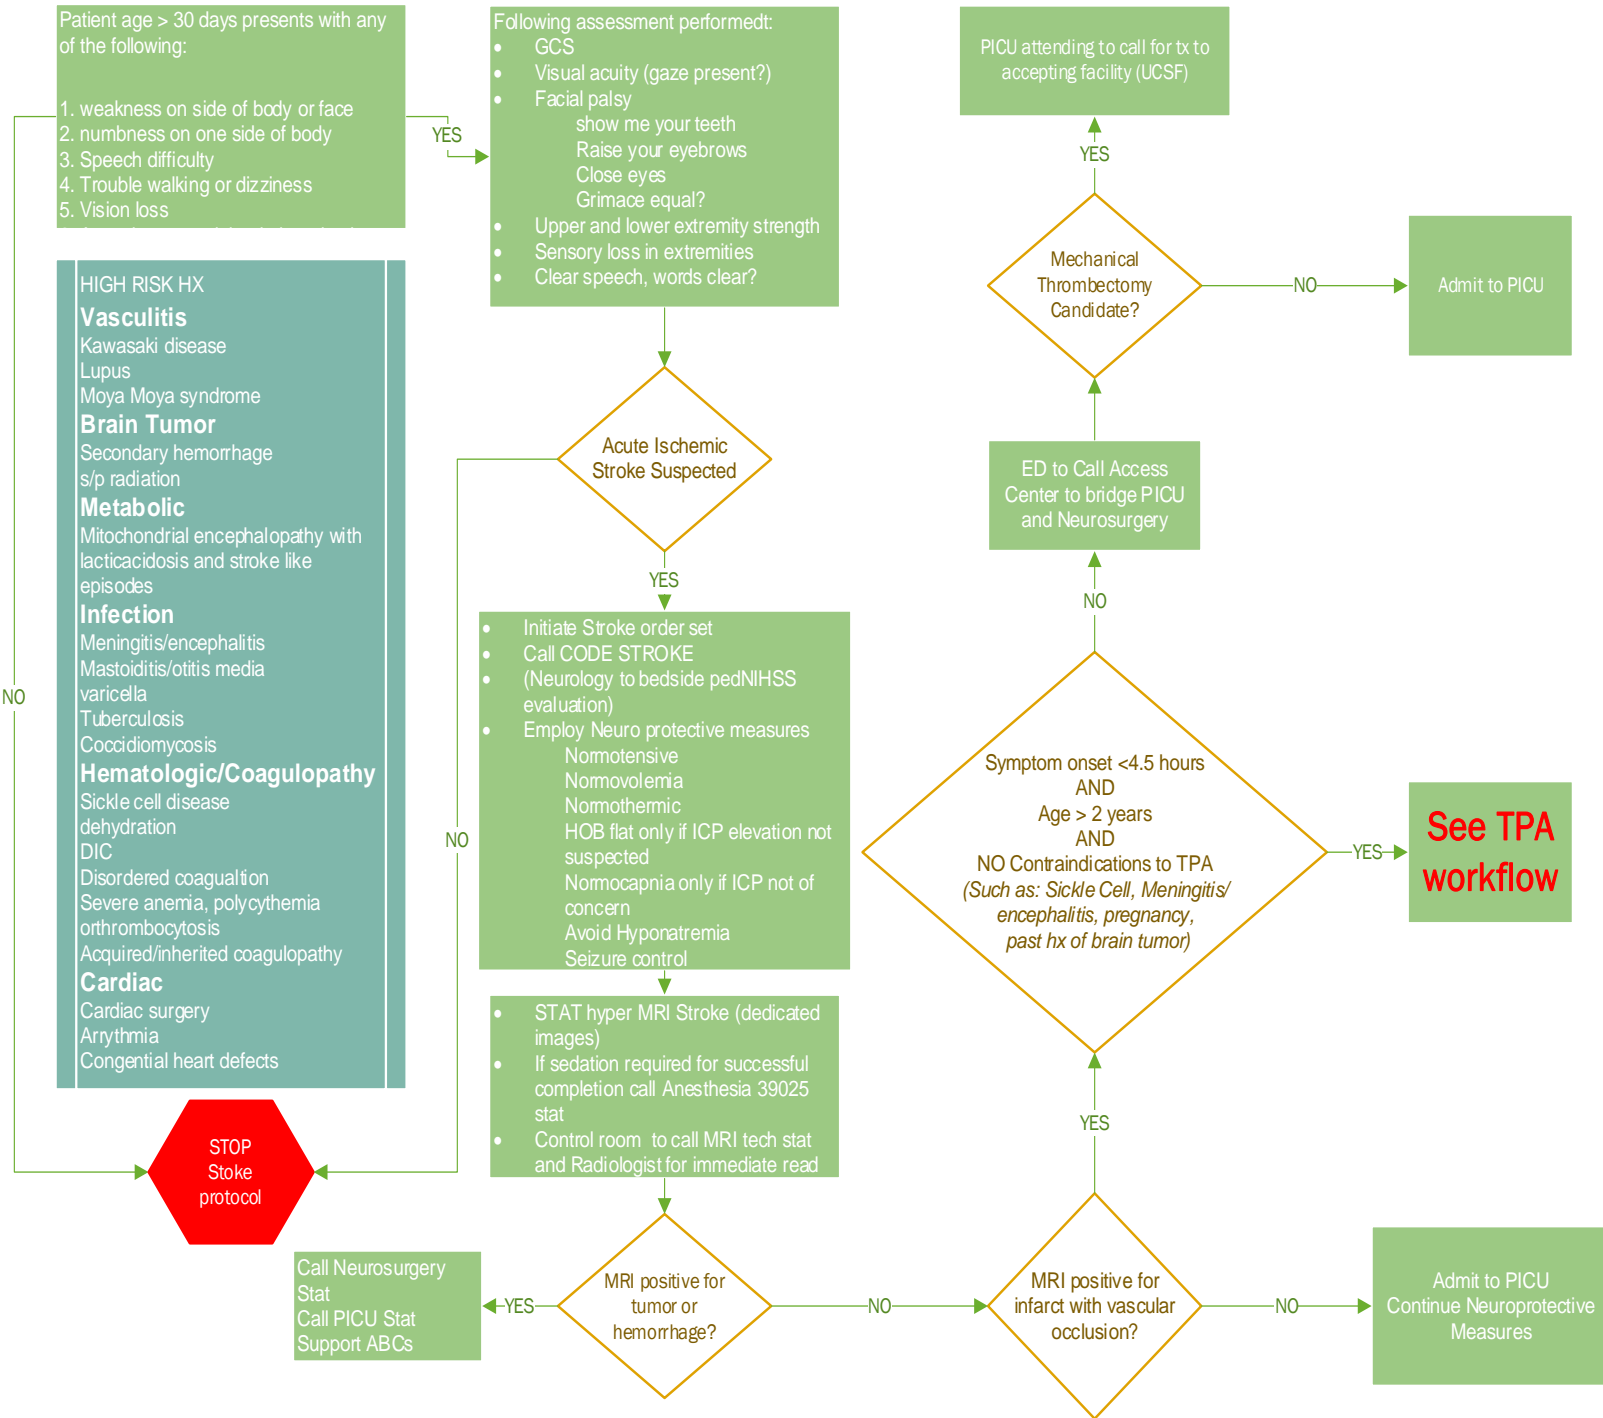 Patient age > 30 days presents with any
of the following:
1. weakness on side of body or face
2. numbness on one side of body
3. Speech difficulty
4. Trouble walking or dizziness
5. Vision loss
YES
NO
HIGH RISK HX
Vasculitis
Kawasaki disease
Lupus
Moya Moya syndrome
Brain Tumor
Secondary hemorrhage
s/p radiation
Metabolic
Mitochondrial encephalopathy with
lacticacidosis and stroke like
episodes
Infection
Meningitis/encephalitis
Mastoiditis/otitis media
varicella
Tuberculosis
Coccidiomycosis
Hematologic/Coagulopathy
Sickle cell disease
dehydration
DIC
Disordered coagualtion
Severe anemia, polycythemia
orthrombocytosis
Acquired/inherited coagulopathy
Cardiac
Cardiac surgery
Arrythmia
Congential heart defects
STOP
Stoke
protocol
Following assessment performedt:
• GCS
• Visual acuity (gaze present?)
• Facial palsy
show me your teeth
Raise your eyebrows
Close eyes
Grimace equal?
• Upper and lower extremity strength
• Sensory loss in extremities
• Clear speech, words clear?
Acute Ischemic
Stroke Suspected
NO
YES
• Initiate Stroke order set
• Call CODE STROKE
• (Neurology to bedside pedNIHSS
evaluation)
• Employ Neuro protective measures
Normotensive
Normovolemia
Normothermic
HOB flat only if ICP elevation not
suspected
Normocapnia only if ICP not of
concern
Avoid Hyponatremia
Seizure control
• STAT hyper MRI Stroke (dedicated
images)
• If sedation required for successful
completion call Anesthesia 39025
stat
• Control room to call MRI tech stat
and Radiologist for immediate read
MRI positive for
tumor or
hemorrhage?
YES
Call Neurosurgery
Stat
Call PICU Stat
Support ABCs
NO
MRI positive for
infarct with vascular
occlusion?
NO
Admit to PICU
Continue Neuroprotective
Measures
YES
Symptom onset <4.5 hours
AND
Age > 2 years
AND
NO Contraindications to TPA
(Such as: Sickle Cell, Meningitis/
encephalitis, pregnancy,
past hx of brain tumor)
YES
See TPA
workflow
NO
ED to Call Access
Center to bridge PICU
and Neurosurgery
Mechanical
Thrombectomy
Candidate?
NO
Admit to PICU
YES
PICU attending to call for tx to
accepting facility (UCSF)